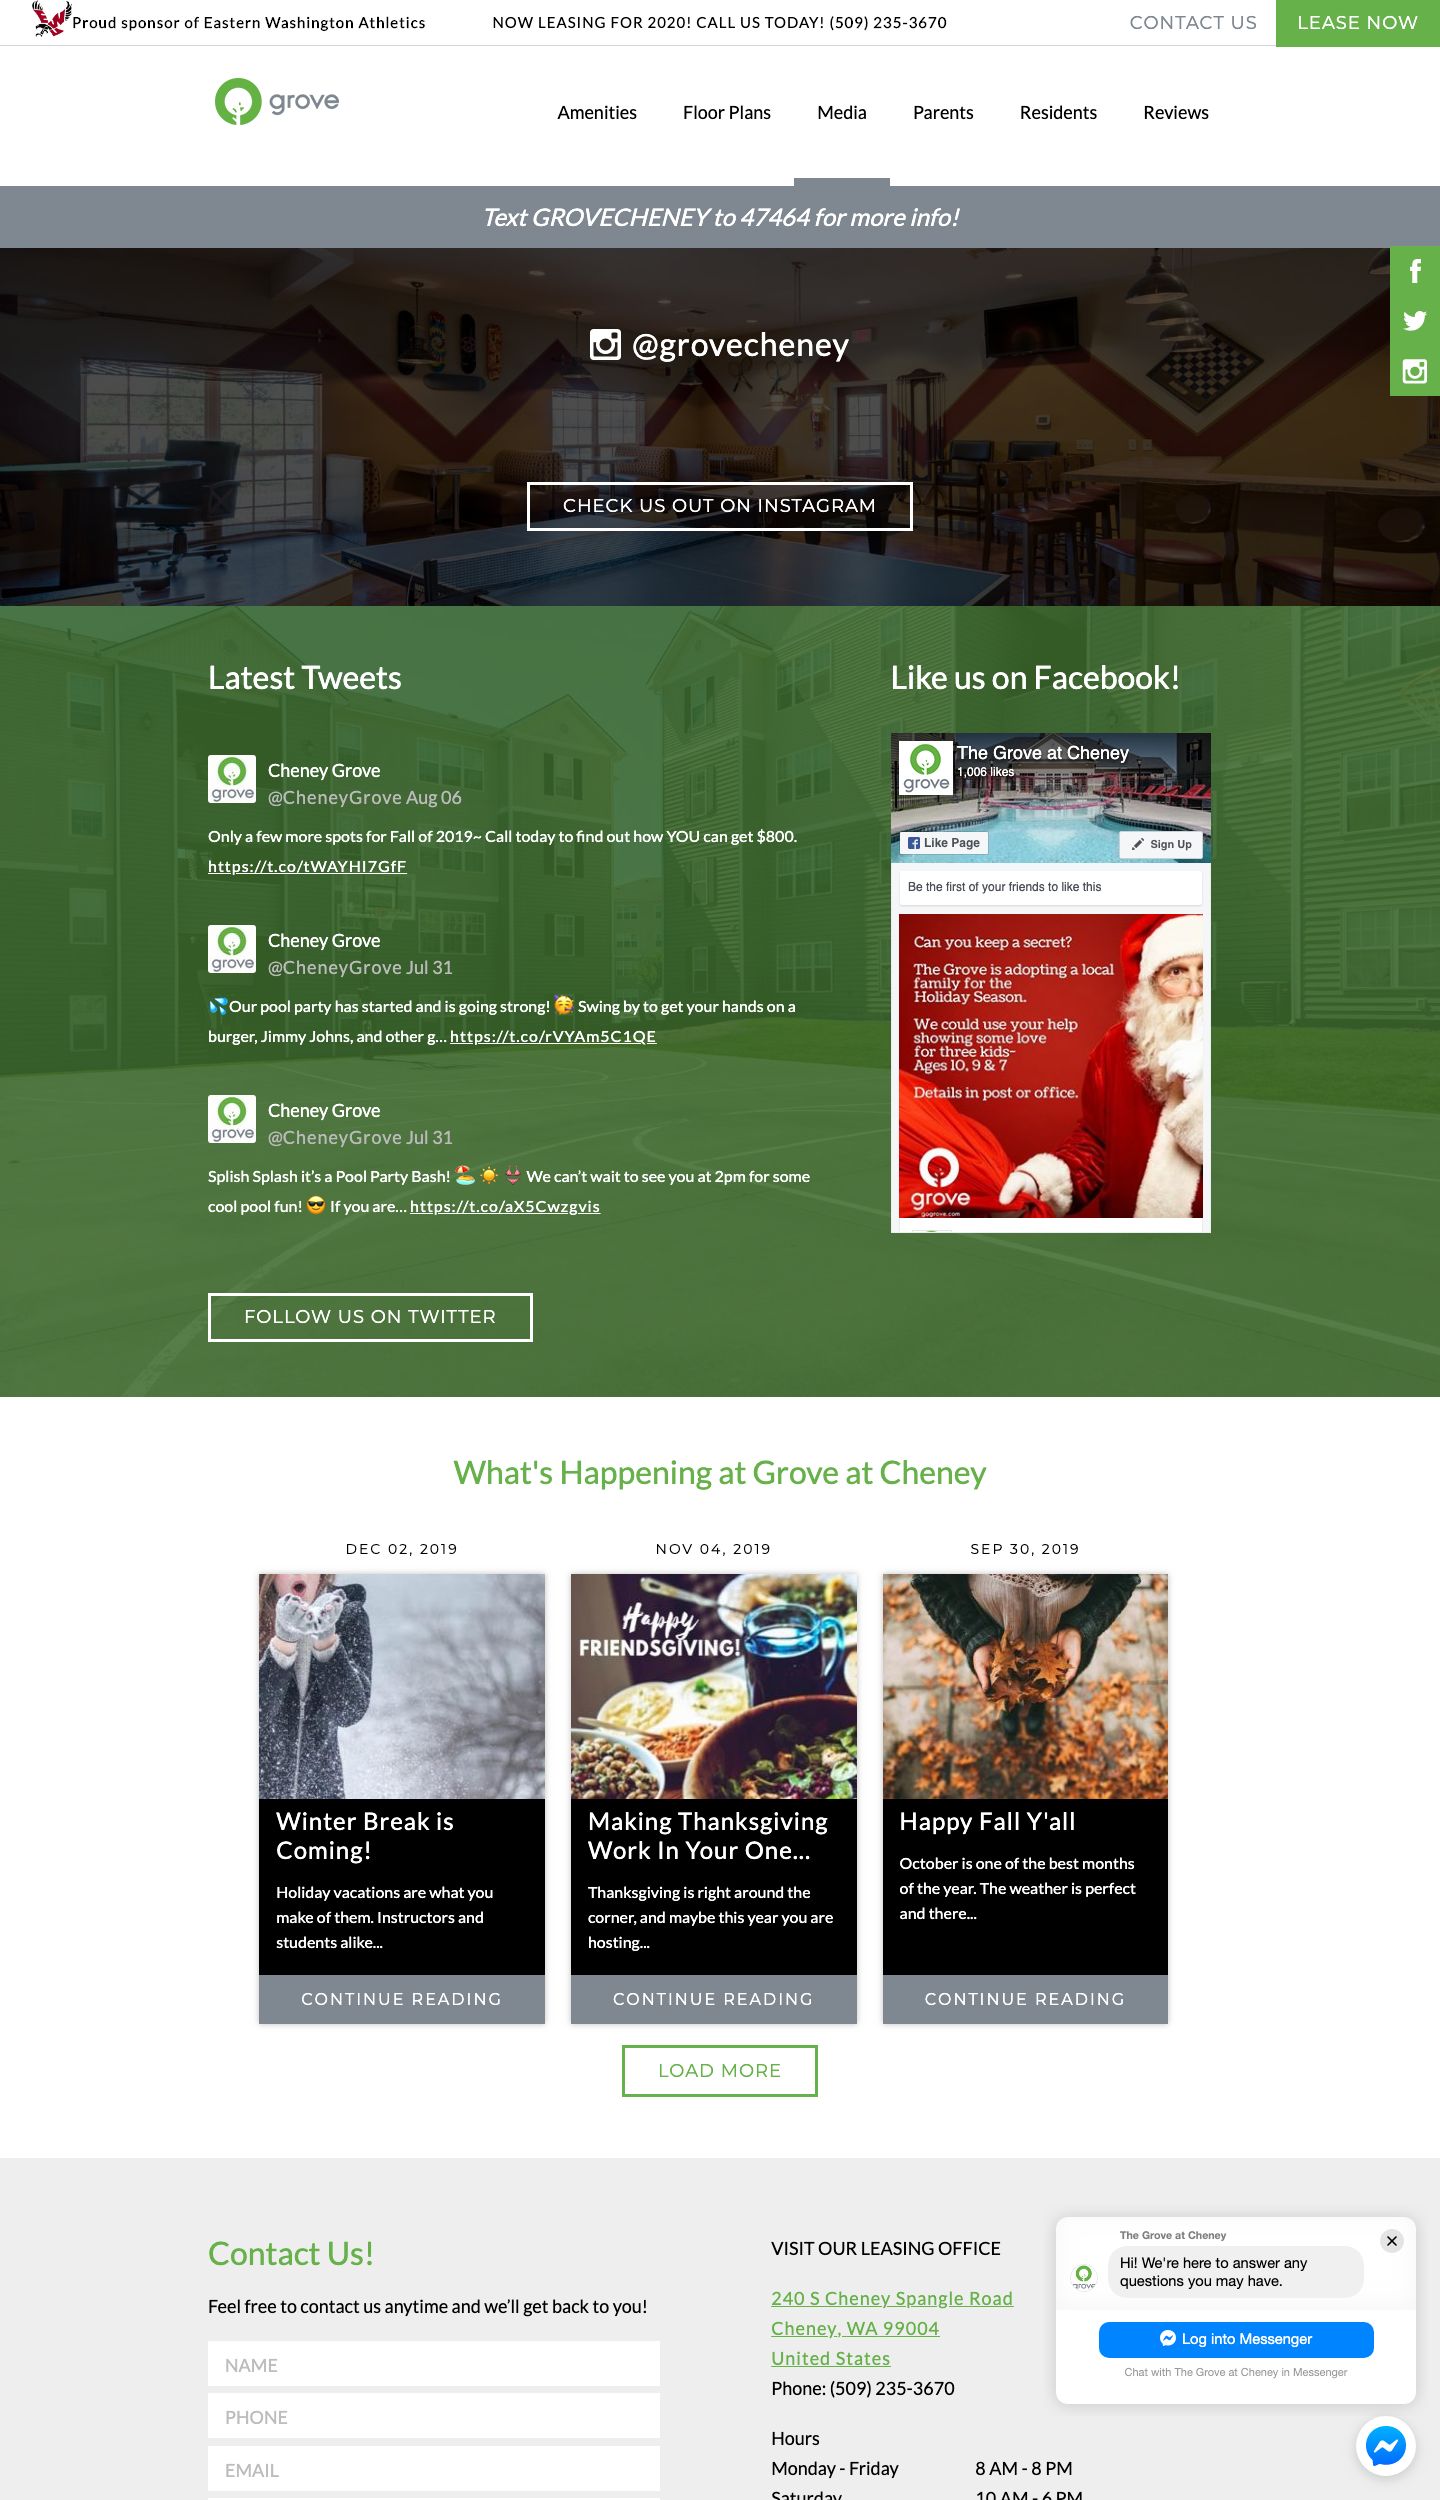 Proud sponsor of Eastern Washington Athletics
NOW LEASING FOR 2020! CALL US TODAY! (509) 235-3670
CONTACT US
LEASE NOW
grove
Amenities
Floor Plans
Media
Parents
Residents
Reviews
Text GROVECHENEY to 47464 for more info!
@grovecheney
CHECK US OUT ON INSTAGRAM
Latest Tweets
grove
Cheney Grove
@CheneyGrove Aug 06
Only a few more spots for Fall of 2019~ Call today to find out how YOU can get $800.
https://t.co/tWAYHI7GfF
grove
Cheney Grove
@CheneyGrove Jul 31
💦Our pool party has started and is going strong! 🥳 Swing by to get your hands on a
burger, Jimmy Johns, and other g… https://t.co/rVYAm5C1QE
grove
Cheney Grove
@CheneyGrove Jul 31
Splish Splash it’s a Pool Party Bash! 🏖 ☀️ 👙 We can’t wait to see you at 2pm for some
cool pool fun! 😎 If you are… https://t.co/aX5Cwzgvis
FOLLOW US ON TWITTER
Like us on Facebook!
grove
The Grove at Cheney
1,006 likes
Like Page
Sign Up
Be the first of your friends to like this
Can you keep a secret?
The Grove is adopting a local
family for the
Holiday Season.
We could use your help
showing some love
for three kids-
Ages 10, 9 & 7
Details in post or office.
grove
gogrove.com
What's Happening at Grove at Cheney
DEC 02, 2019
Winter Break is
Coming!
Holiday vacations are what you
make of them. Instructors and
students alike...
CONTINUE READING
NOV 04, 2019
Happy
FRIENDSGIVING!
Making Thanksgiving
Work In Your One...
Thanksgiving is right around the
corner, and maybe this year you are
hosting...
CONTINUE READING
SEP 30, 2019
Happy Fall Y'all
October is one of the best months
of the year. The weather is perfect
and there...
CONTINUE READING
LOAD MORE
Contact Us!
Feel free to contact us anytime and we’ll get back to you!
NAME
PHONE
EMAIL
VISIT OUR LEASING OFFICE
240 S Cheney Spangle Road
Cheney, WA 99004
United States
Phone: (509) 235-3670
Hours
Monday - Friday 8 AM - 8 PM
Saturday 10 AM - 6 PM
The Grove at Cheney
grove
Hi! We're here to answer any
questions you may have.
Log into Messenger
Chat with The Grove at Cheney in Messenger